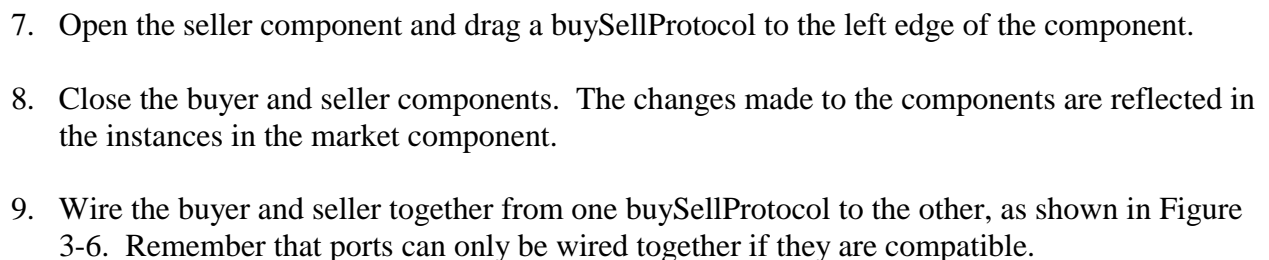 7. Open the seller component and drag a buySellProtocol to the left edge of the component.
8. Close the buyer and seller components. The changes made to the components are reflected in
the instances in the market component.
9. Wire the buyer and seller together from one buySellProtocol to the other, as shown in Figure
3-6. Remember that ports can only be wired together if they are compatible.